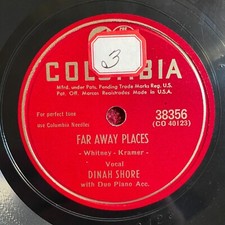 3
COLUMBIA
Mfrd. under Pat. Pending Trade Marks Reg. U.S.
Pat. Off. Marcas Registradas Made in U.S.A.
For perfect tone
use Columbia Needles
38356
(CO 40123)
FAR AWAY PLACES
- Whitney - Kramer -
Vocal
DINAH SHORE
with Duo Piano Acc.